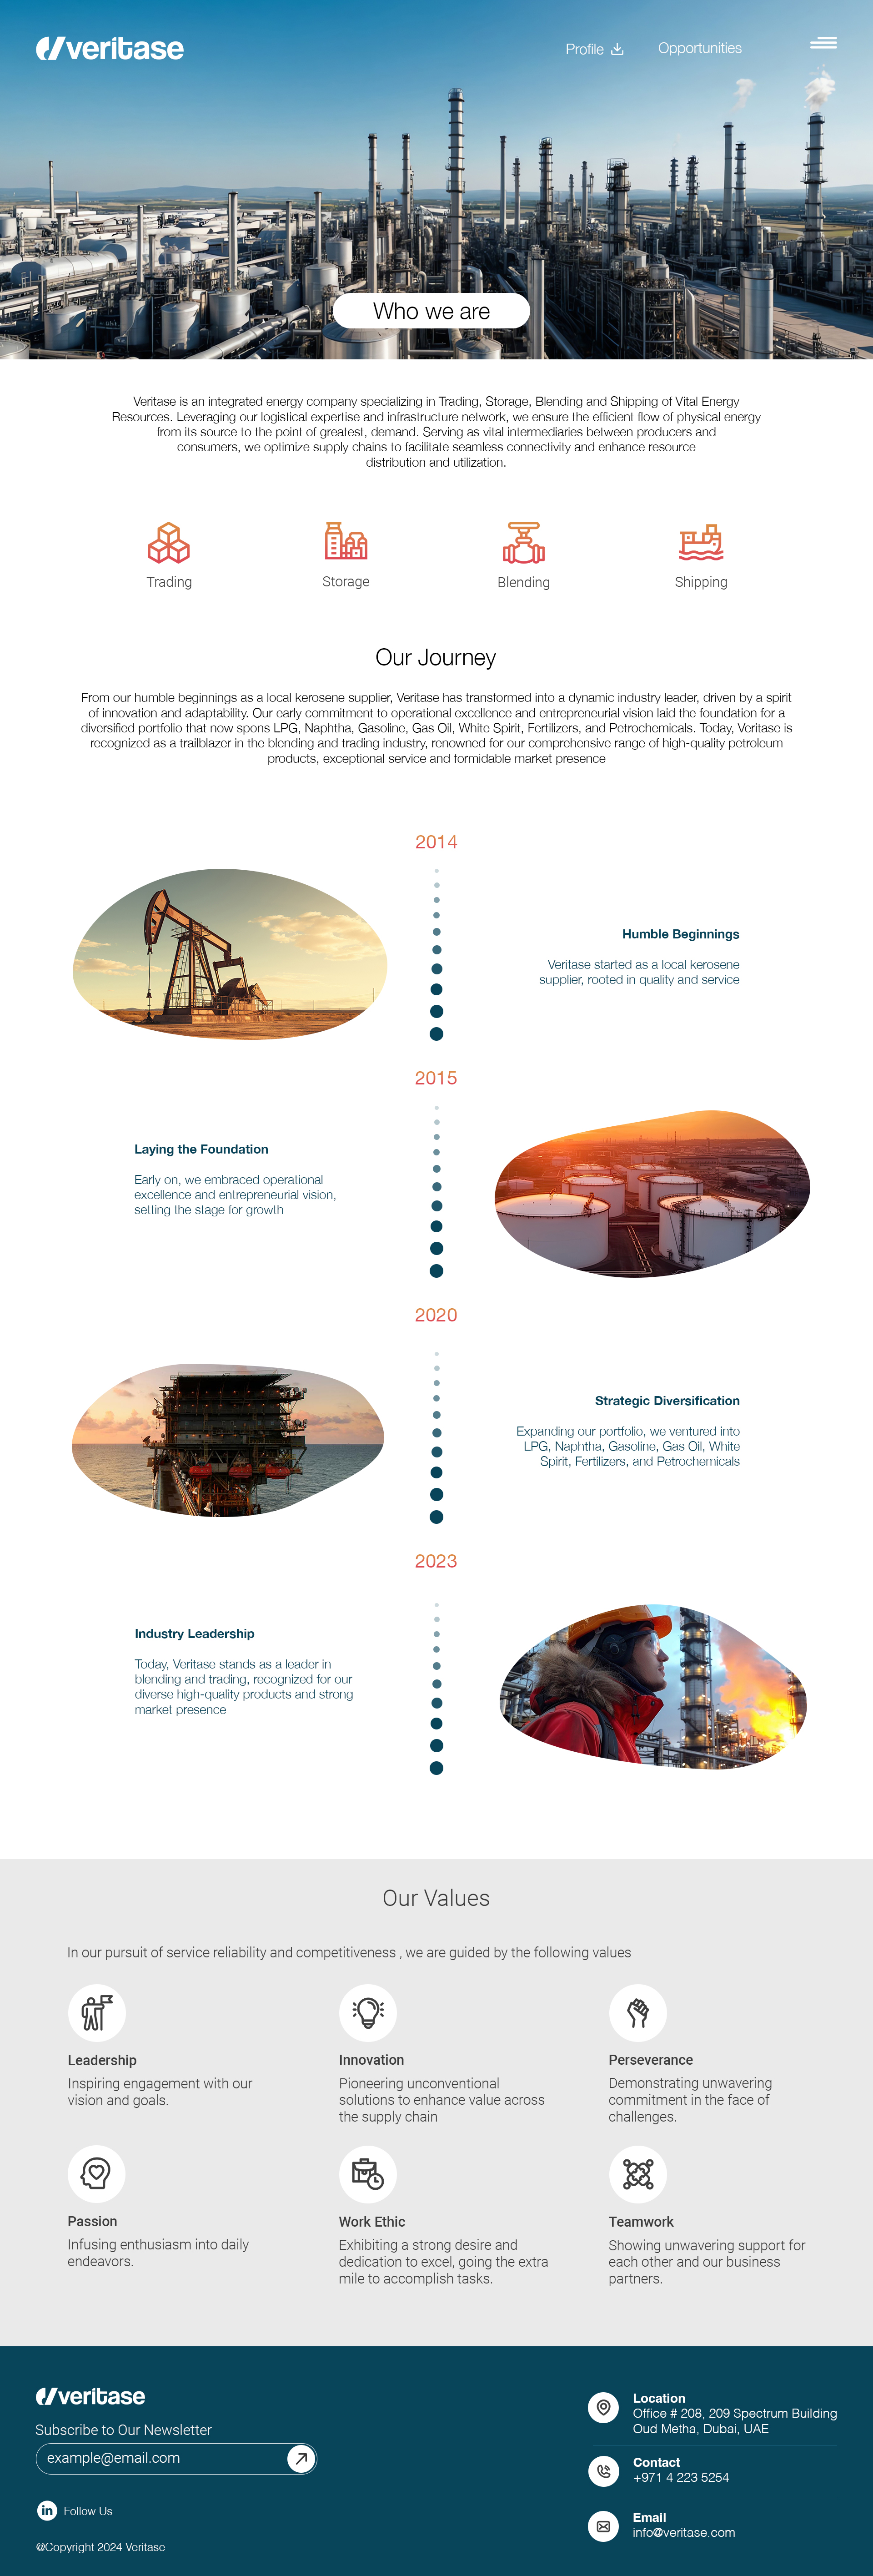 veritase
Profile
Opportunities
Who we are
Veritase is an integrated energy company specializing in Trading, Storage, Blending and Shipping of Vital Energy
Resources. Leveraging our logistical expertise and infrastructure network, we ensure the efficient flow of physical energy
from its source to the point of greatest, demand. Serving as vital intermediaries between producers and
consumers, we optimize supply chains to facilitate seamless connectivity and enhance resource
distribution and utilization.
Trading
Storage
Blending
Shipping
Our Journey
From our humble beginnings as a local kerosene supplier, Veritase has transformed into a dynamic industry leader, driven by a spirit
of innovation and adaptability. Our early commitment to operational excellence and entrepreneurial vision laid the foundation for a
diversified portfolio that now spons LPG, Naphtha, Gasoline, Gas Oil, White Spirit, Fertilizers, and Petrochemicals. Today, Veritase is
recognized as a trailblazer in the blending and trading industry, renowned for our comprehensive range of high-quality petroleum
products, exceptional service and formidable market presence
2014
Humble Beginnings
Veritase started as a local kerosene
supplier, rooted in quality and service
2015
Laying the Foundation
Early on, we embraced operational
excellence and entrepreneurial vision,
setting the stage for growth
2020
Strategic Diversification
Expanding our portfolio, we ventured into
LPG, Naphtha, Gasoline, Gas Oil, White
Spirit, Fertilizers, and Petrochemicals
2023
Industry Leadership
Today, Veritase stands as a leader in
blending and trading, recognized for our
diverse high-quality products and strong
market presence
Our Values
In our pursuit of service reliability and competitiveness , we are guided by the following values
Leadership
Inspiring engagement with our
vision and goals.
Innovation
Pioneering unconventional
solutions to enhance value across
the supply chain
Perseverance
Demonstrating unwavering
commitment in the face of
challenges.
Passion
Infusing enthusiasm into daily
endeavors.
Work Ethic
Exhibiting a strong desire and
dedication to excel, going the extra
mile to accomplish tasks.
Teamwork
Showing unwavering support for
each other and our business
partners.
veritase
Subscribe to Our Newsletter
example@email.com
in Follow Us
@Copyright 2024 Veritase
Location
Office # 208, 209 Spectrum Building
Oud Metha, Dubai, UAE
Contact
+971 4 223 5254
Email
info@veritase.com